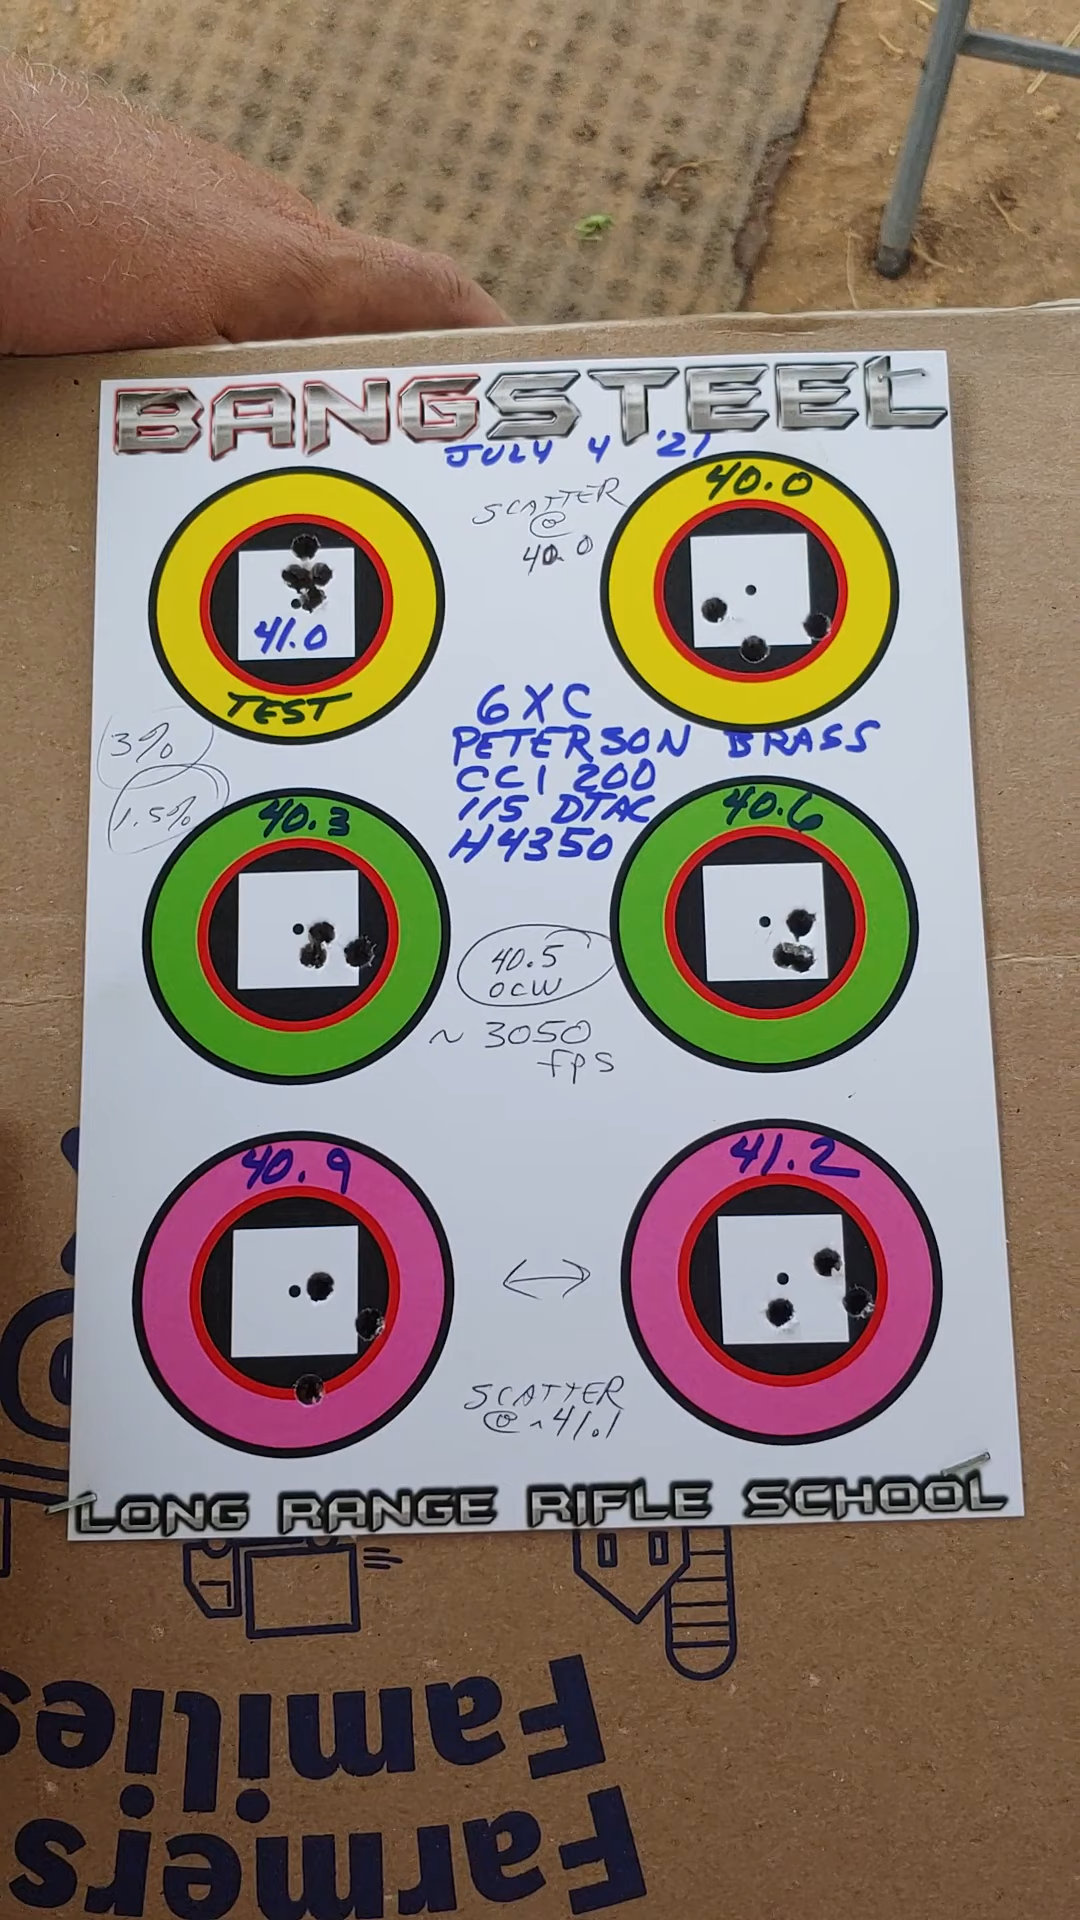 BANGSTEEL
JULY 4 '21
40.0
SCATTER
@
40.0
41.0
TEST
6XC
PETERSON BRASS
CCI 200
115 DTAC
H4350
3%
1.5%
40.3
40.6
40.5
OCW
~ 3050
fps
40.9
41.2
SCATTER
@ ~41.1
LONG RANGE RIFLE SCHOOL
Families
Farmers